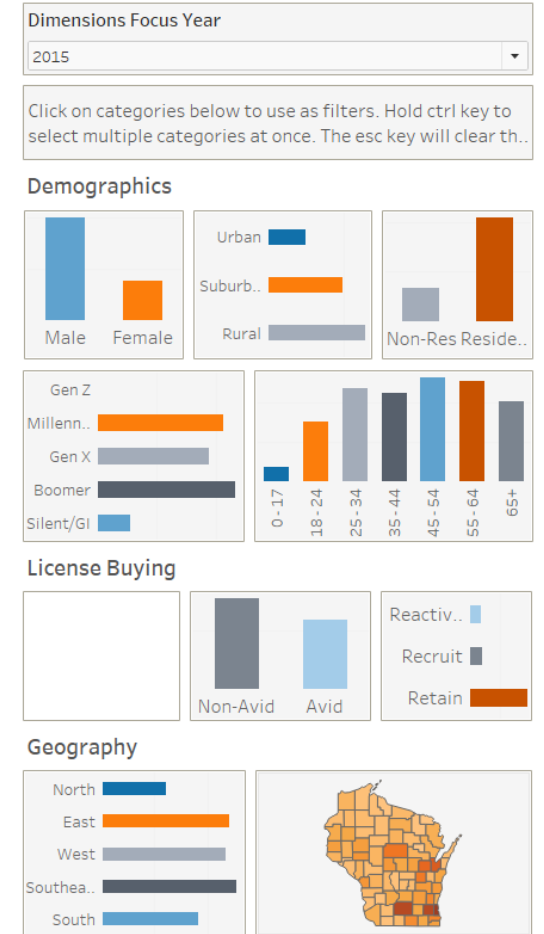 Dimensions Focus Year
2015
Click on categories below to use as filters. Hold ctrl key to
select multiple categories at once. The esc key will clear th..
Demographics
Male Female
Urban
Suburb..
Rural
Non-Res Reside..
Gen Z
Millenn..
Gen X
Boomer
Silent/GI
0 - 17
18 - 24
25 - 34
35 - 44
45 - 54
55 - 64
65+
License Buying
Non-Avid Avid
Reactiv..
Recruit
Retain
Geography
North
East
West
Southea..
South